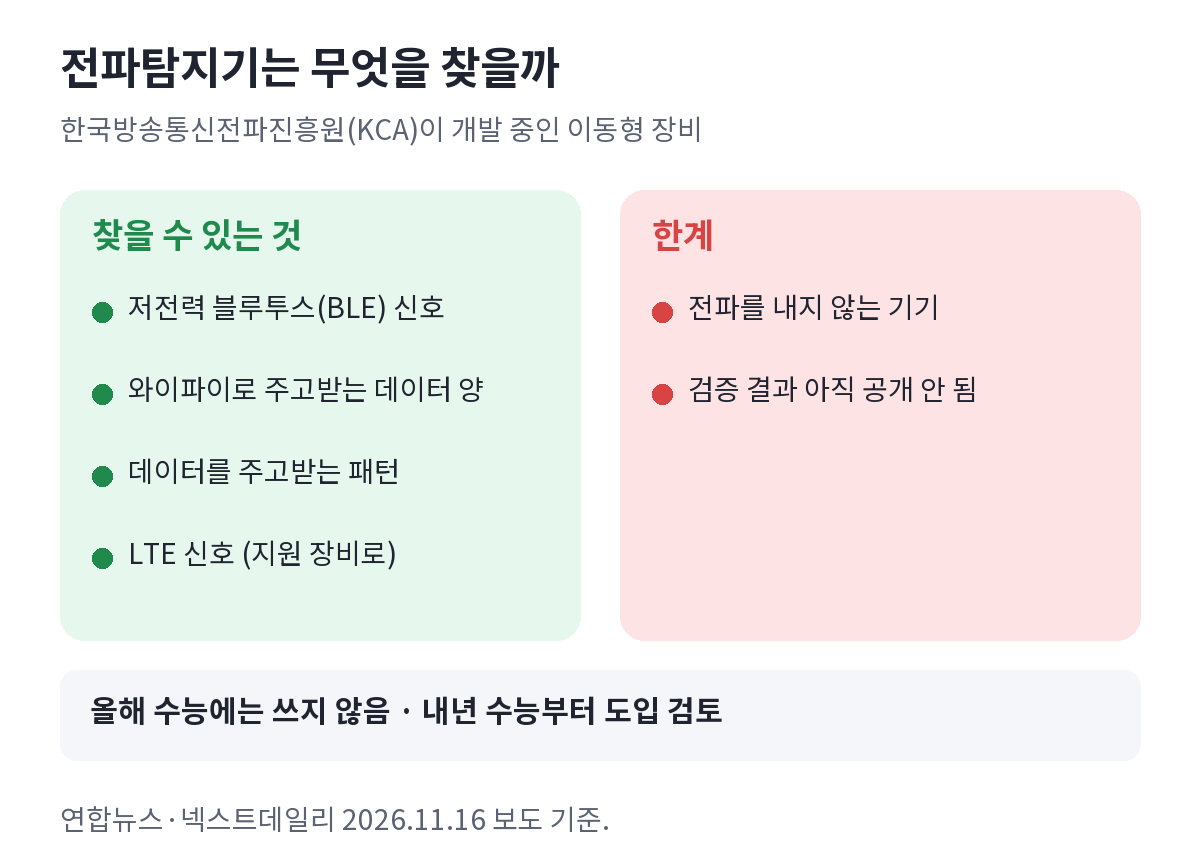 전파탐지기는 무엇을 찾을까
한국방송통신전파진흥원(KCA)이 개발 중인 이동형 장비
찾을 수 있는 것
저전력 블루투스(BLE) 신호
와이파이로 주고받는 데이터 양
데이터를 주고받는 패턴
LTE 신호 (지원 장비로)
한계
전파를 내지 않는 기기
검증 결과 아직 공개 안 됨
올해 수능에는 쓰지 않음 · 내년 수능부터 도입 검토
연합뉴스·넥스트데일리 2026.11.16 보도 기준.